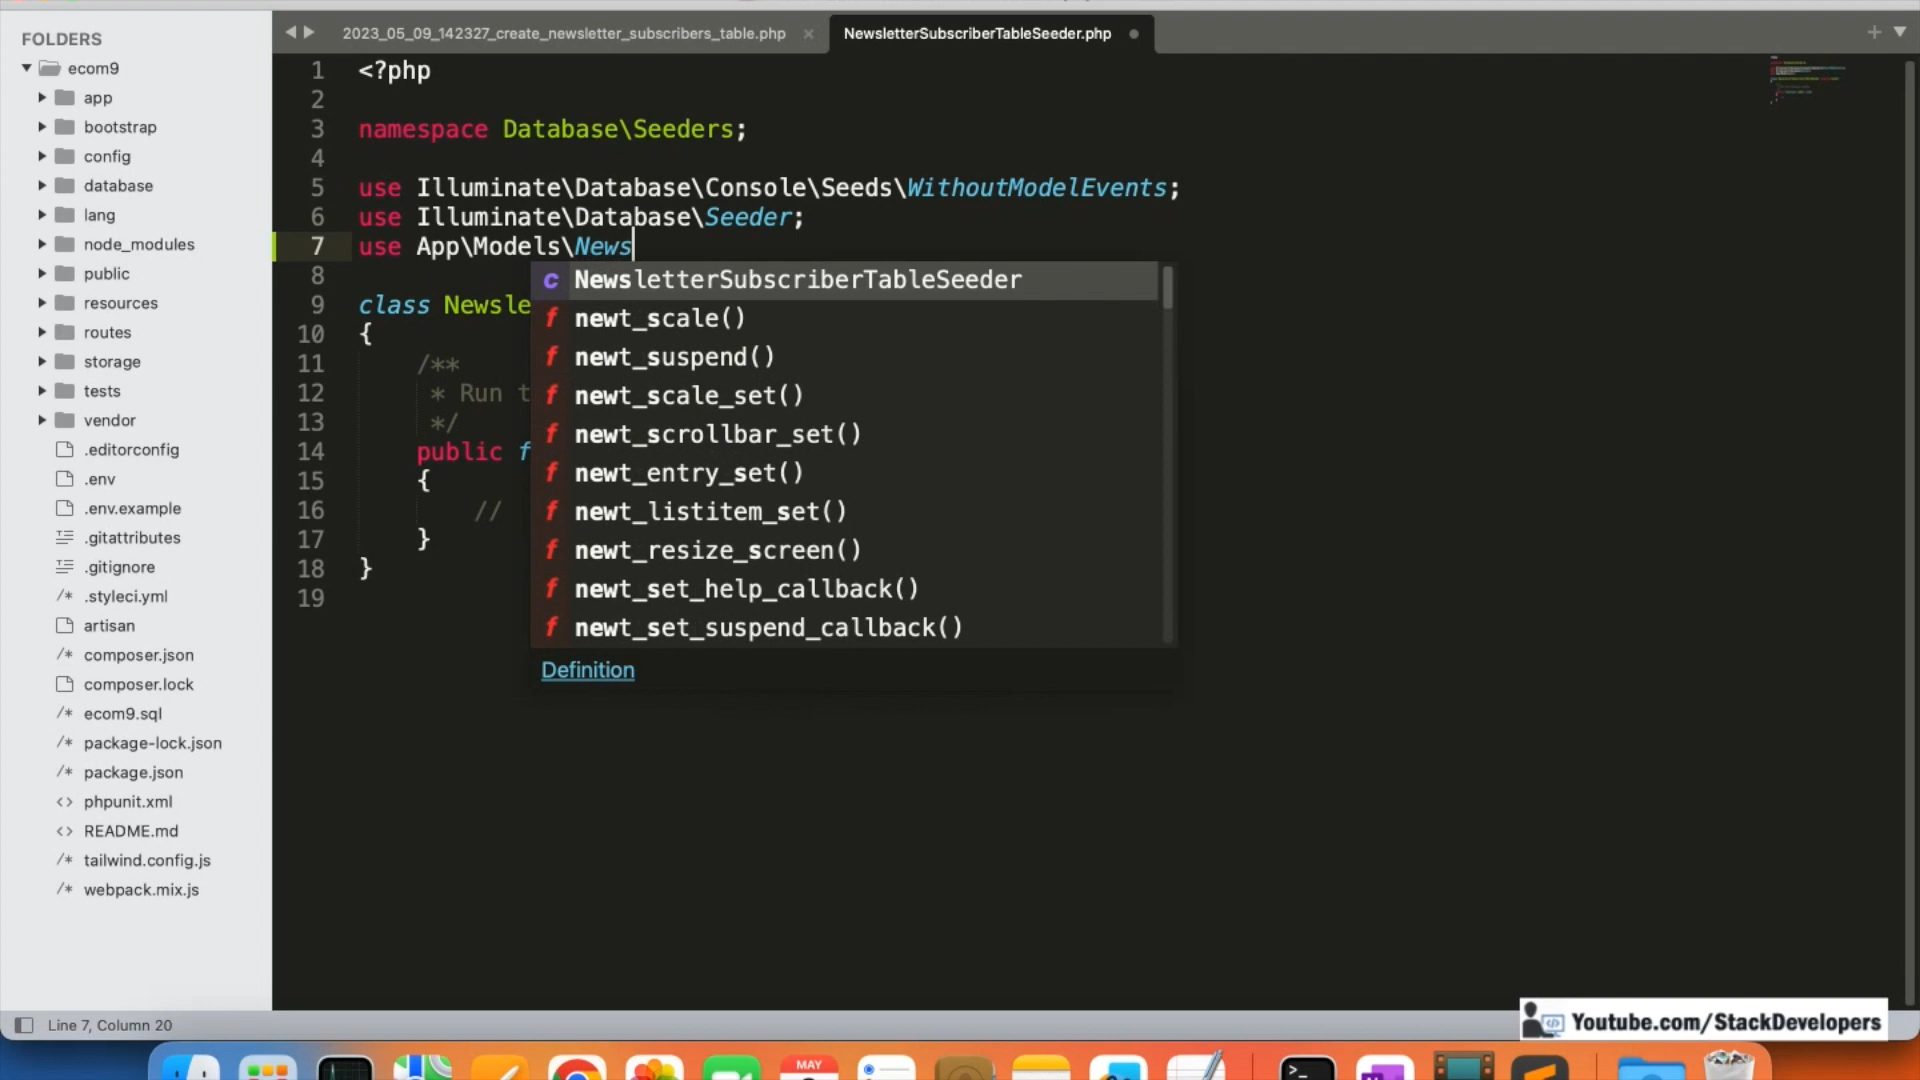 FOLDERS
ecom9
app
bootstrap
config
database
lang
node_modules
public
resources
routes
storage
tests
vendor
.editorconfig
.env
.env.example
.gitattributes
.gitignore
/* .styleci.yml
artisan
/* composer.json
composer.lock
/* ecom9.sql
/* package-lock.json
/* package.json
<> phpunit.xml
<> README.md
/* tailwind.config.js
/* webpack.mix.js
2023_05_09_142327_create_newsletter_subscribers_table.php ×
NewsletterSubscriberTableSeeder.php
1 <?php
2
3 namespace Database\Seeders;
4
5 use Illuminate\Database\Console\Seeds\WithoutModelEvents;
6 use Illuminate\Database\Seeder;
7 use App\Models\News
8
9 class Newsle
10 {
11 /**
12 * Run t
13 */
14 public f
15 {
16 //
17 }
18 }
19
c NewsletterSubscriberTableSeeder
f newt_scale()
f newt_suspend()
f newt_scale_set()
f newt_scrollbar_set()
f newt_entry_set()
f newt_listitem_set()
f newt_resize_screen()
f newt_set_help_callback()
f newt_set_suspend_callback()
Definition
Line 7, Column 20
Youtube.com/StackDevelopers
MAY